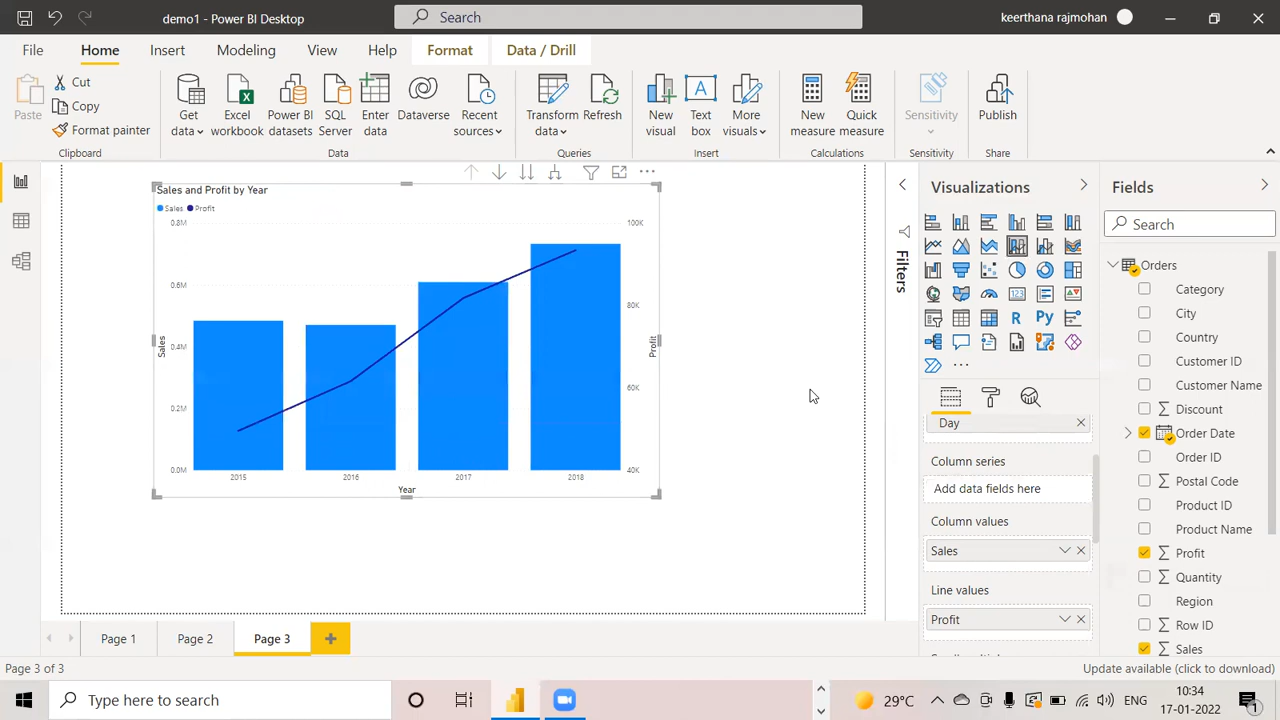 demo1 - Power BI Desktop
Search
keerthana rajmohan
File
Home
Insert
Modeling
View
Help
Format
Data / Drill
Paste
Cut
Copy
Format painter
Clipboard
Get data
Excel workbook
Power BI datasets
SQL Server
Enter data
Dataverse
Recent sources
Data
Transform data
Refresh
Queries
New visual
Text box
More visuals
Insert
New measure
Quick measure
Calculations
Sensitivity
Sensitivity
Publish
Share
Sales and Profit by Year
Sales Profit
0.8M
0.6M
0.4M
0.2M
0.0M
Sales
100K
80K
60K
40K
Profit
2015 2016 2017 2018
Year
Filters
Visualizations
R
Py
123
Day
Column series
Add data fields here
Column values
Sales
Line values
Profit
Fields
Search
Orders
Category
City
Country
Customer ID
Customer Name
Discount
Order Date
Order ID
Postal Code
Product ID
Product Name
Profit
Quantity
Region
Row ID
Sales
Page 1
Page 2
Page 3
Page 3 of 3
Update available (click to download)
Type here to search
29°C
ENG
10:34
17-01-2022
1